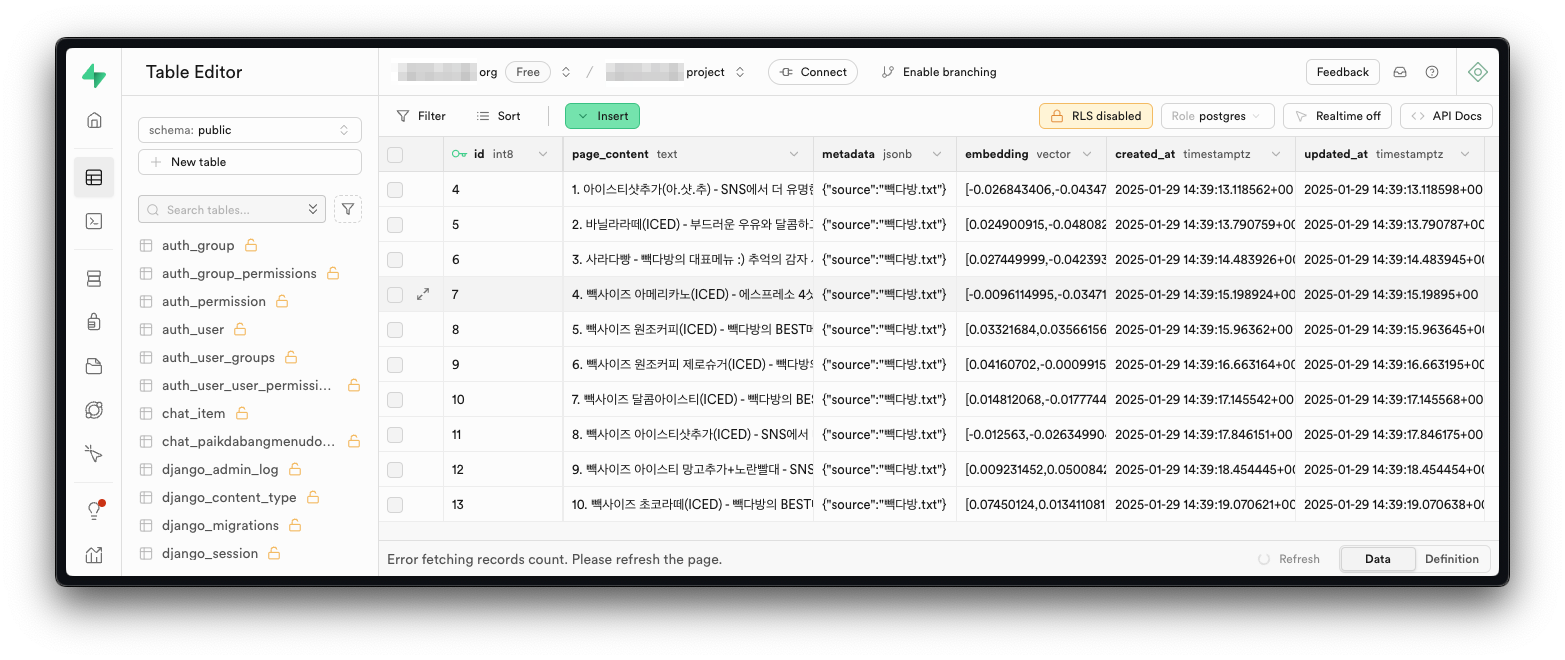 Table Editor
org Free / project Connect Enable branching Feedback
schema: public
New table
Search tables...
auth_group
auth_group_permissions
auth_permission
auth_user
auth_user_groups
auth_user_user_permissi...
chat_item
chat_paikdabangmenudo...
django_admin_log
django_content_type
django_migrations
django_session
Filter Sort Insert RLS disabled Role postgres Realtime off API Docs
id int8 page_content text metadata jsonb embedding vector created_at timestamptz updated_at timestamptz
4 1. 아이스티샷추가(아.샷.추) - SNS에서 더 유명한 {"source":"빽다방.txt"} [-0.026843406,-0.04347 2025-01-29 14:39:13.118562+00 2025-01-29 14:39:13.118598+00
5 2. 바닐라라떼(ICED) - 부드러운 우유와 달콤하고 {"source":"빽다방.txt"} [0.024900915,-0.048082 2025-01-29 14:39:13.790759+00 2025-01-29 14:39:13.790787+00
6 3. 사라다빵 - 빽다방의 대표메뉴 :) 추억의 감자 {"source":"빽다방.txt"} [0.027449999,-0.042393 2025-01-29 14:39:14.483926+00 2025-01-29 14:39:14.483945+00
7 4. 빽사이즈 아메리카노(ICED) - 에스프레소 4샷 {"source":"빽다방.txt"} [-0.0096114995,-0.03471 2025-01-29 14:39:15.198924+00 2025-01-29 14:39:15.19895+00
8 5. 빽사이즈 원조커피(ICED) - 빽다방의 BEST메 {"source":"빽다방.txt"} [0.03321684,0.03566156 2025-01-29 14:39:15.96362+00 2025-01-29 14:39:15.963645+00
9 6. 빽사이즈 원조커피 제로슈거(ICED) - 빽다방의 {"source":"빽다방.txt"} [0.04160702,-0.0009915 2025-01-29 14:39:16.663164+00 2025-01-29 14:39:16.663195+00
10 7. 빽사이즈 달콤아이스티(ICED) - 빽다방의 BES {"source":"빽다방.txt"} [0.014812068,-0.0177744 2025-01-29 14:39:17.145542+00 2025-01-29 14:39:17.145568+00
11 8. 빽사이즈 아이스티샷추가(ICED) - SNS에서 {"source":"빽다방.txt"} [-0.012563,-0.02634990 2025-01-29 14:39:17.846151+00 2025-01-29 14:39:17.846175+00
12 9. 빽사이즈 아이스티 망고추가+노란빨대 - SNS {"source":"빽다방.txt"} [0.009231452,0.0500842 2025-01-29 14:39:18.454445+00 2025-01-29 14:39:18.454454+00
13 10. 빽사이즈 초코라떼(ICED) - 빽다방의 BEST {"source":"빽다방.txt"} [0.07450124,0.013411081 2025-01-29 14:39:19.070621+00 2025-01-29 14:39:19.070638+00
Error fetching records count. Please refresh the page. Refresh Data Definition